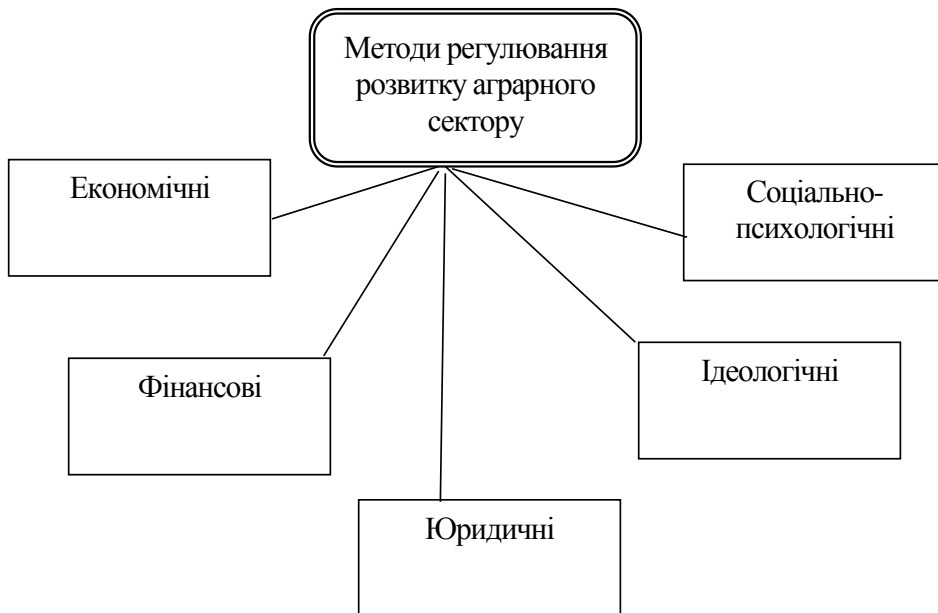 Методи регулювання
розвитку аграрного
сектору
Економічні
Соціально-
психологічні
Фінансові
Ідеологічні
Юридичні